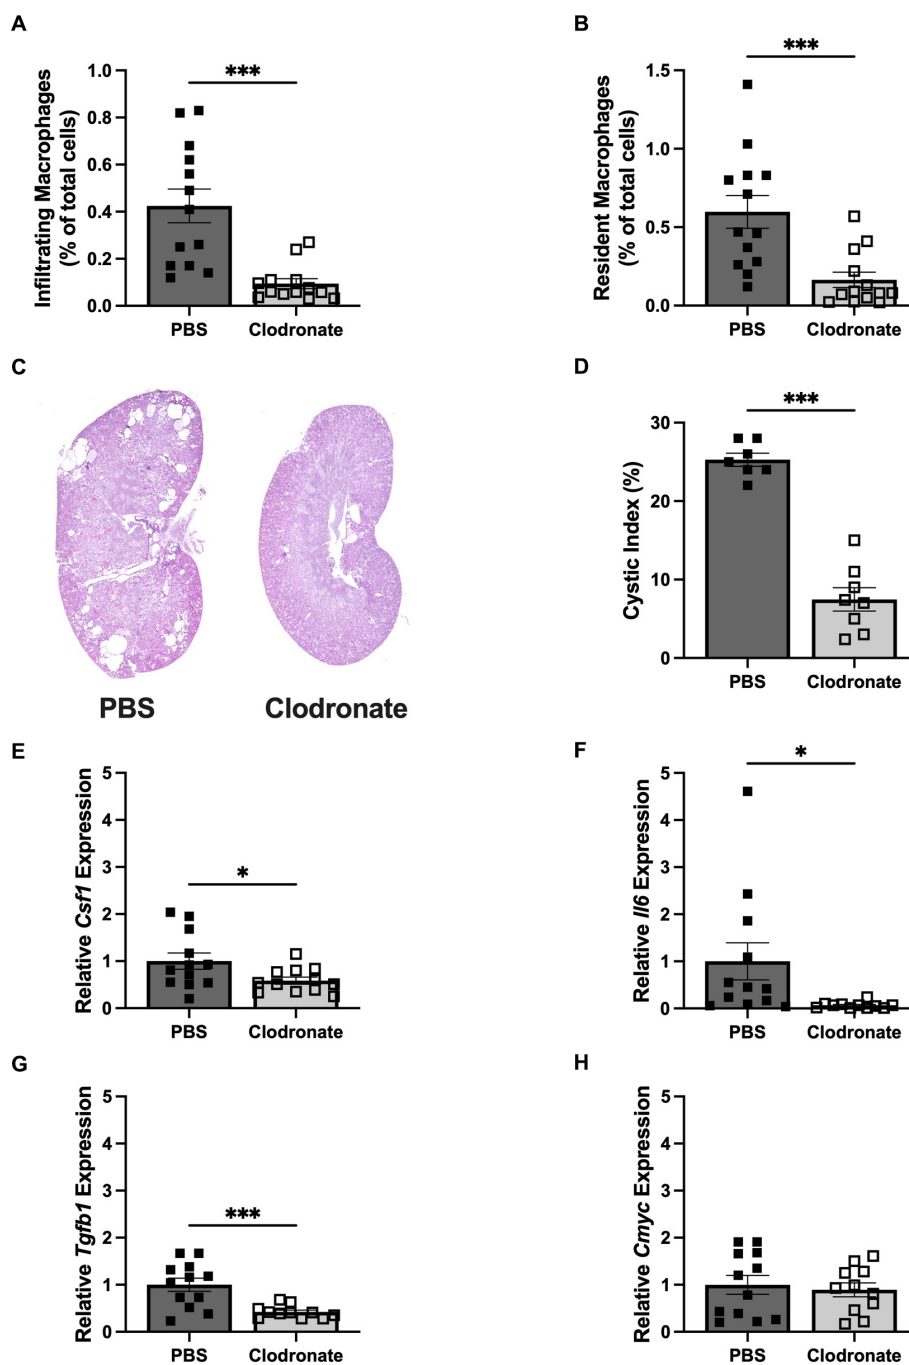 A
Infiltrating Macrophages
(% of total cells)
1.0
0.8
0.6
0.4
0.2
0.0
***
PBS
Clodronate
B
Resident Macrophages
(% of total cells)
1.5
1.0
0.5
0.0
***
PBS
Clodronate
C
PBS
Clodronate
D
Cystic Index (%)
30
20
10
0
***
PBS
Clodronate
E
Relative Csf1 Expression
5
4
3
2
1
0
*
PBS
Clodronate
F
Relative Il6 Expression
5
4
3
2
1
0
*
PBS
Clodronate
G
Relative Tgfb1 Expression
5
4
3
2
1
0
***
PBS
Clodronate
H
Relative Cmyc Expression
5
4
3
2
1
0
PBS
Clodronate